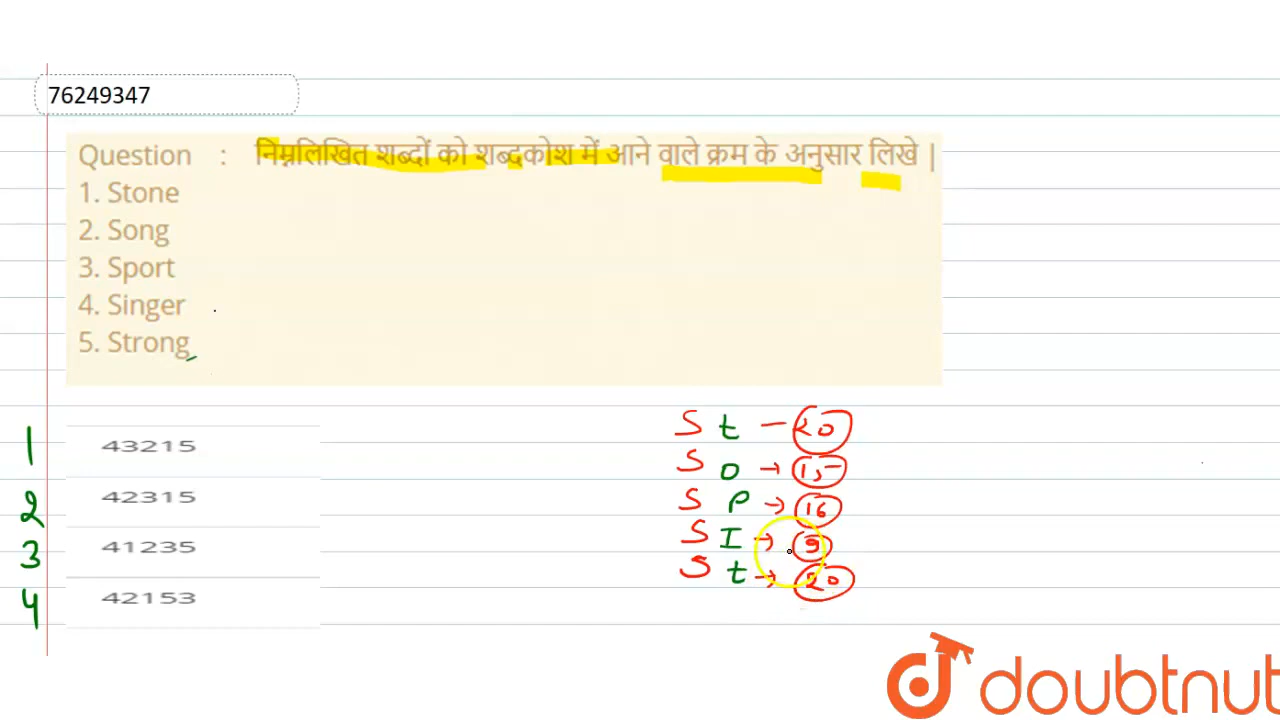 76249347
Question : निम्नलिखित शब्दों को शब्दकोश में आने वाले क्रम के अनुसार लिखे |
1. Stone
2. Song
3. Sport
4. Singer
5. Strong
1 43215
2 42315
3 41235
4 42153
S t – 20
S o → 15
S P → 16
S I → 9
S t → 20
doubtnut